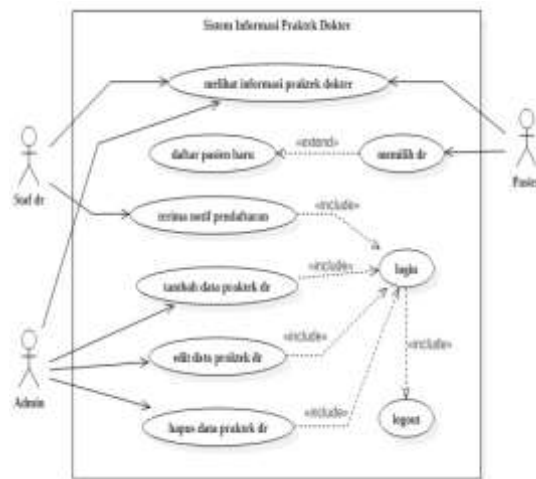 Sistem Informasi Praktek Dokter
melihat informasi praktek dokter
daftar pasien baru
«extend»
memilih dr
Staf dr
Pasien
terima notif pendaftaran
«include»
login
tambah data praktek dr
«include»
edit data praktek dr
«include»
«include»
Admin
hapus data praktek dr
«include»
logout